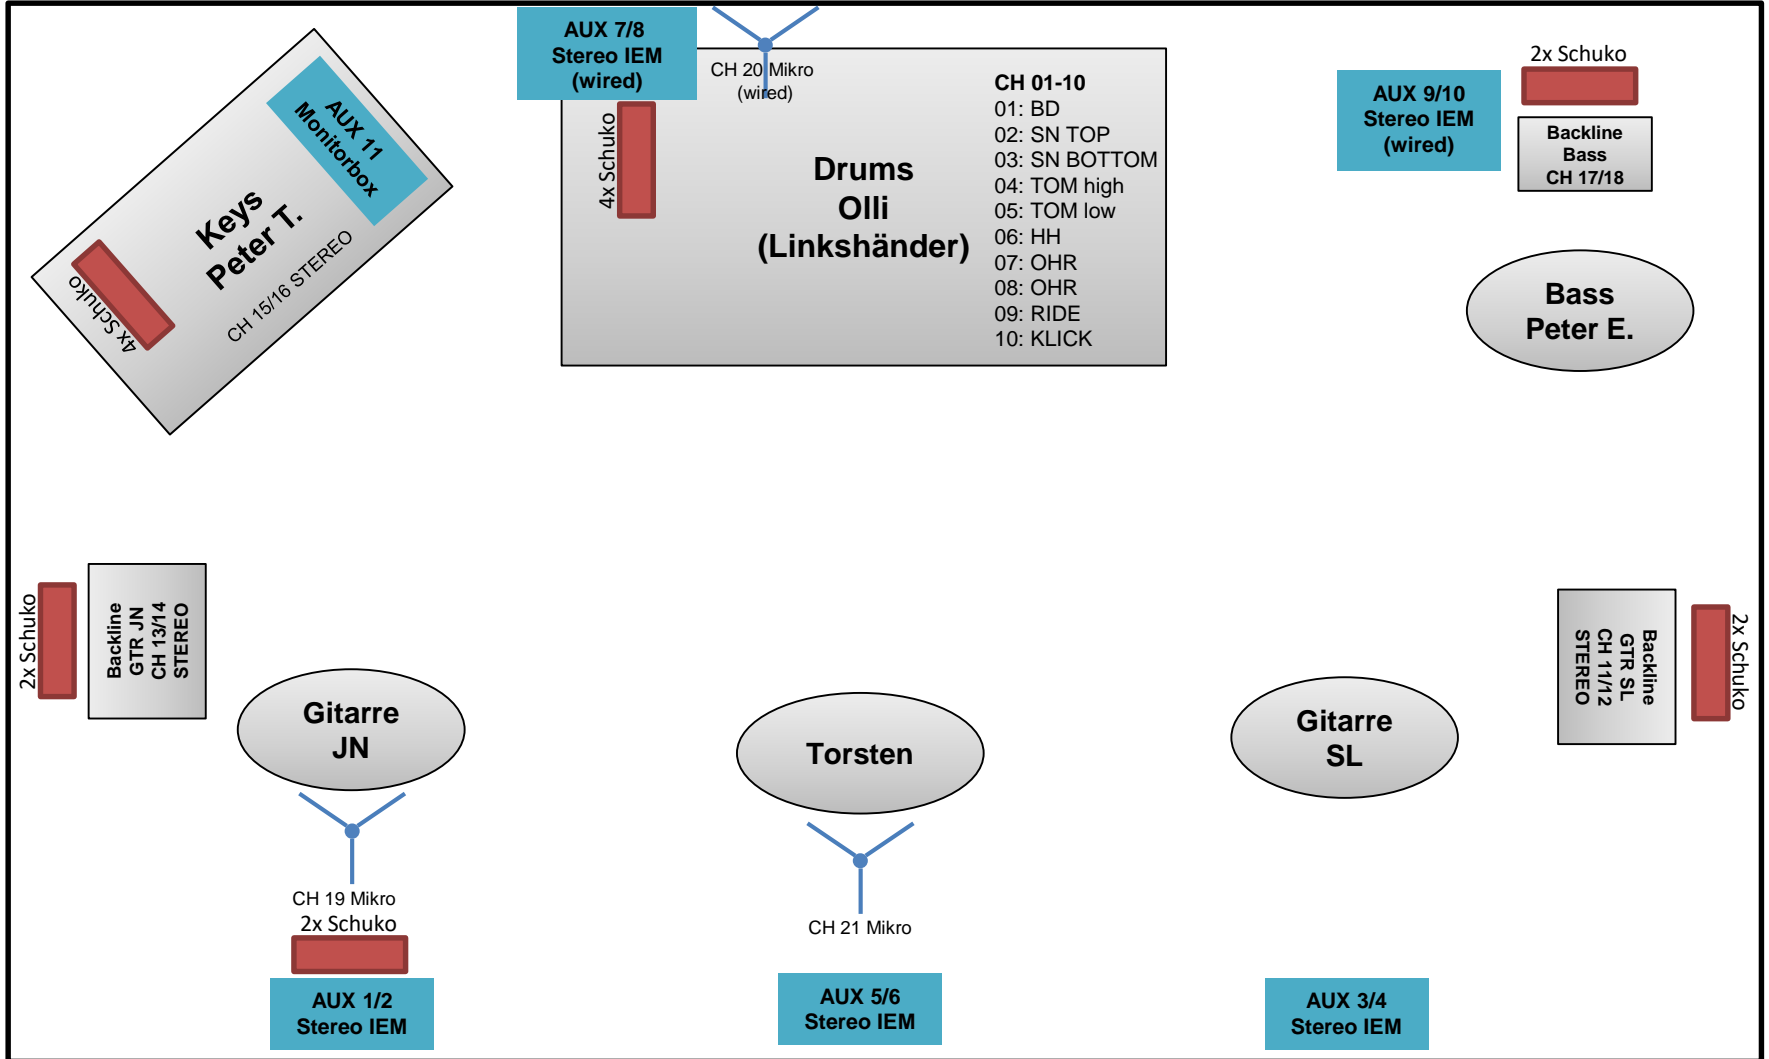 AUX 7/8
Stereo IEM
(wired)
CH 20 Mikro
(wired)
4x Schuko
Drums
Olli
(Linkshänder)
CH 01-10
01: BD
02: SN TOP
03: SN BOTTOM
04: TOM high
05: TOM low
06: HH
07: OHR
08: OHR
09: RIDE
10: KLICK
AUX 11
Monitorbox
Keys
Peter T.
CH 15/16 STEREO
4x Schuko
AUX 9/10
Stereo IEM
(wired)
2x Schuko
Backline
Bass
CH 17/18
Bass
Peter E.
2x Schuko
Backline
GTR JN
CH 13/14
STEREO
Gitarre
JN
CH 19 Mikro
2x Schuko
AUX 1/2
Stereo IEM
Torsten
CH 21 Mikro
AUX 5/6
Stereo IEM
Gitarre
SL
AUX 3/4
Stereo IEM
Backline
GTR SL
CH 11/12
STEREO
2x Schuko